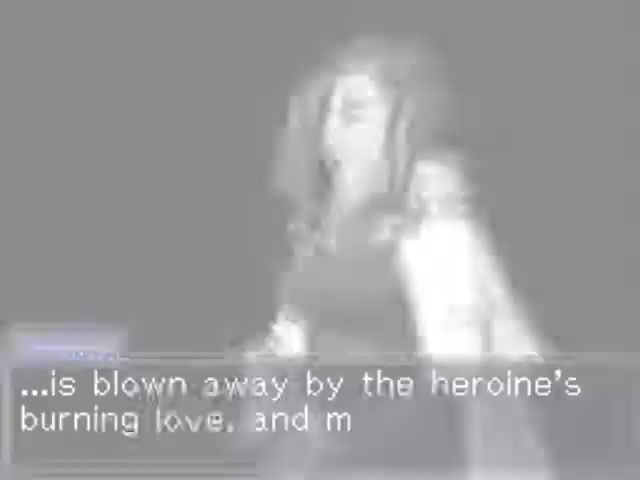 ...is blown away by the heroine's
burning love, and m